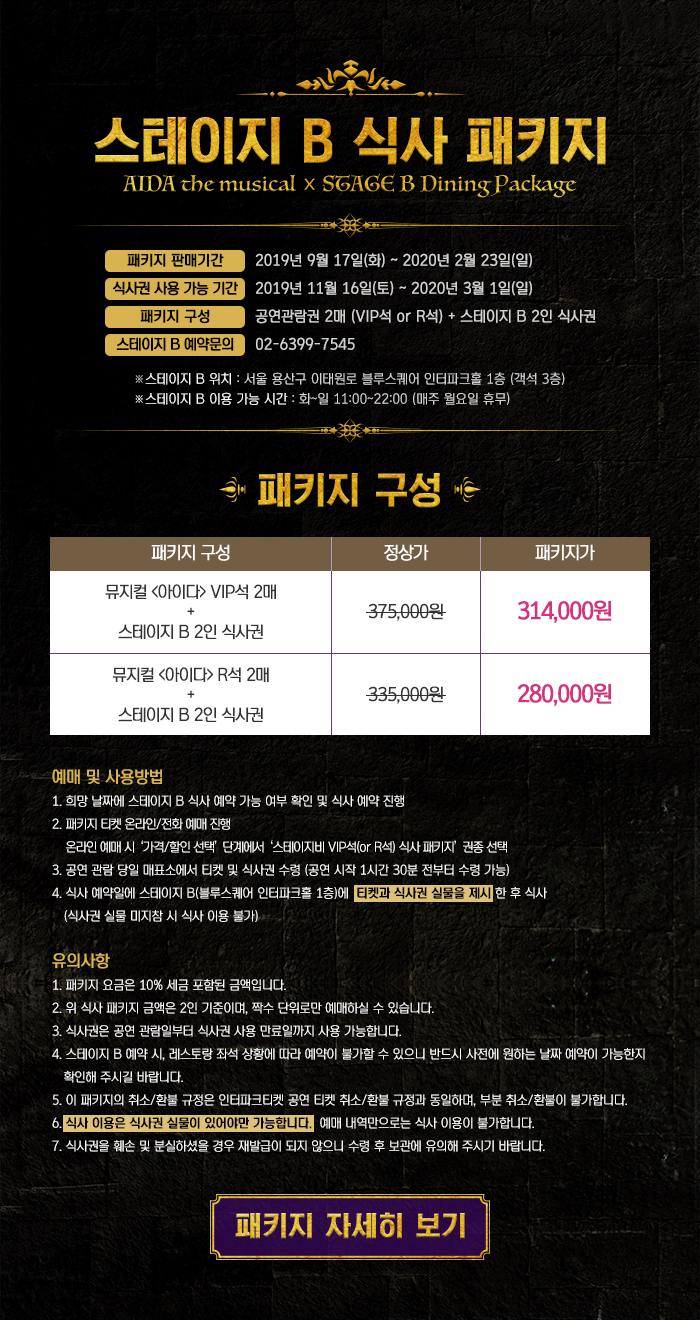 스테이지 B 식사 패키지
AIDA the musical × STAGE B Dining Package
패키지 판매기간 2019년 9월 17일(화) ~ 2020년 2월 23일(일)
식사권 사용 가능 기간 2019년 11월 16일(토) ~ 2020년 3월 1일(일)
패키지 구성 공연관람권 2매 (VIP석 or R석) + 스테이지 B 2인 식사권
스테이지 B 예약문의 02-6399-7545
※스테이지 B 위치 : 서울 용산구 이태원로 블루스퀘어 인터파크홀 1층 (객석 3층)
※스테이지 B 이용 가능 시간 : 화~일 11:00~22:00 (매주 월요일 휴무)
패키지 구성
패키지 구성 정상가 패키지가
뮤지컬 <아이다> VIP석 2매
+
스테이지 B 2인 식사권
375,000원 314,000원
뮤지컬 <아이다> R석 2매
+
스테이지 B 2인 식사권
335,000원 280,000원
예매 및 사용방법
1. 희망 날짜에 스테이지 B 식사 예약 가능 여부 확인 및 식사 예약 진행
2. 패키지 티켓 온라인/전화 예매 진행
온라인 예매 시 ‘가격/할인 선택’ 단계에서 ‘스테이지비 VIP석(or R석) 식사 패키지’ 권종 선택
3. 공연 관람 당일 매표소에서 티켓 및 식사권 수령 (공연 시작 1시간 30분 전부터 수령 가능)
4. 식사 예약일에 스테이지 B(블루스퀘어 인터파크홀 1층)에 티켓과 식사권 실물을 제시한 후 식사
(식사권 실물 미지참 시 식사 이용 불가)
유의사항
1. 패키지 요금은 10% 세금 포함된 금액입니다.
2. 위 식사 패키지 금액은 2인 기준이며, 짝수 단위로만 예매하실 수 있습니다.
3. 식사권은 공연 관람일부터 식사권 사용 만료일까지 사용 가능합니다.
4. 스테이지 B 예약 시, 레스토랑 좌석 상황에 따라 예약이 불가할 수 있으니 반드시 사전에 원하는 날짜 예약이 가능한지
확인해 주시길 바랍니다.
5. 이 패키지의 취소/환불 규정은 인터파크티켓 공연 티켓 취소/환불 규정과 동일하며, 부분 취소/환불이 불가합니다.
6. 식사 이용은 식사권 실물이 있어야만 가능합니다. 예매 내역만으로는 식사 이용이 불가합니다.
7. 식사권을 훼손 및 분실하셨을 경우 재발급이 되지 않으니 수령 후 보관에 유의해 주시기 바랍니다.
패키지 자세히 보기